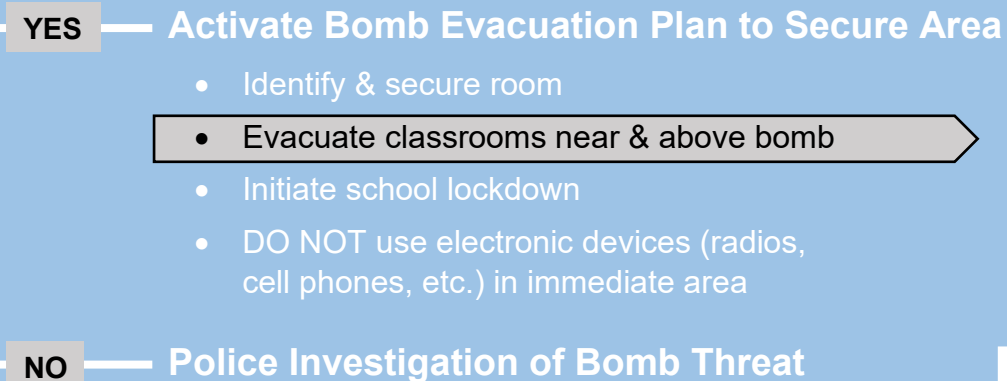 YES Activate Bomb Evacuation Plan to Secure Area
• Identify & secure room
• Evacuate classrooms near & above bomb
• Initiate school lockdown
• DO NOT use electronic devices (radios,
cell phones, etc.) in immediate area
NO Police Investigation of Bomb Threat